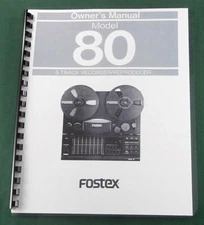 Owner's Manual
Model
80
8 TRACK RECORDER/REPRODUCER
FOSTEX